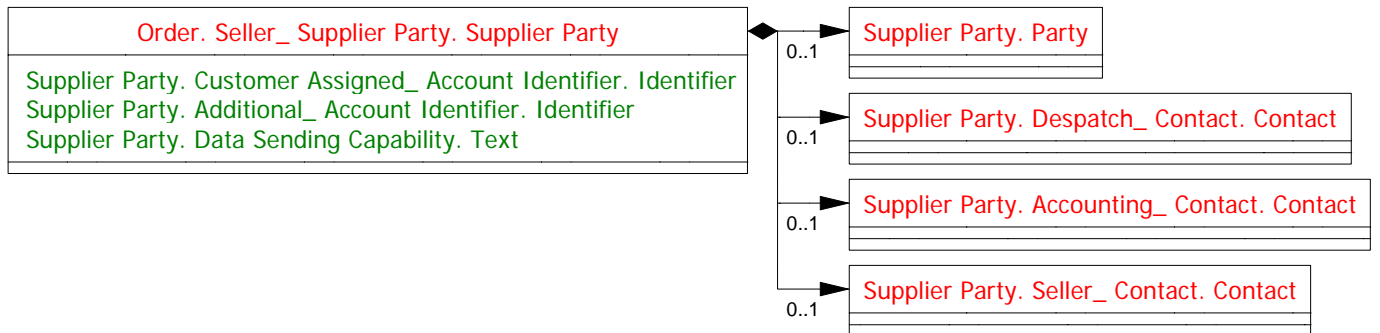 Order. Seller_ Supplier Party. Supplier Party
Supplier Party. Customer Assigned_ Account Identifier. Identifier
Supplier Party. Additional_ Account Identifier. Identifier
Supplier Party. Data Sending Capability. Text
0..1
Supplier Party. Party
0..1
Supplier Party. Despatch_ Contact. Contact
0..1
Supplier Party. Accounting_ Contact. Contact
0..1
Supplier Party. Seller_ Contact. Contact